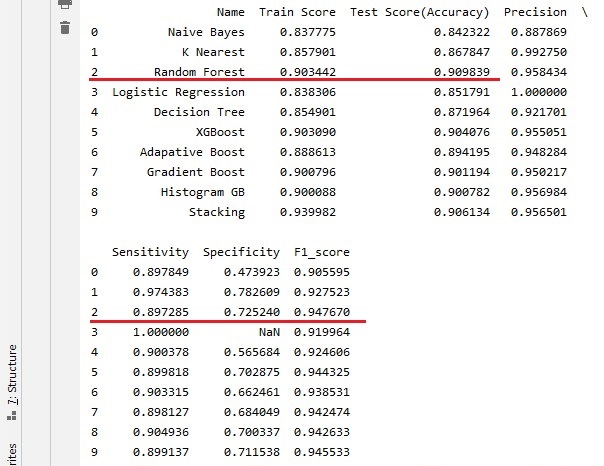 Name Train Score Test Score(Accuracy) Precision \
0 Naive Bayes 0.837775 0.842322 0.887869
1 K Nearest 0.857901 0.867847 0.992750
2 Random Forest 0.903442 0.909839 0.958434
3 Logistic Regression 0.838306 0.851791 1.000000
4 Decision Tree 0.854901 0.871964 0.921701
5 XGBoost 0.903090 0.904076 0.955051
6 Adapative Boost 0.888613 0.894195 0.948284
7 Gradient Boost 0.900796 0.901194 0.950217
8 Histogram GB 0.900088 0.900782 0.956984
9 Stacking 0.939982 0.906134 0.956501
Sensitivity Specificity F1_score
0 0.897849 0.473923 0.905595
1 0.974383 0.782609 0.927523
2 0.897285 0.725240 0.947670
3 1.000000 NaN 0.919964
4 0.900378 0.565684 0.924606
5 0.899818 0.702875 0.944325
6 0.903315 0.662461 0.938531
7 0.898127 0.684049 0.942474
8 0.904936 0.700337 0.942633
9 0.899137 0.711538 0.945533
7: Structure
rites